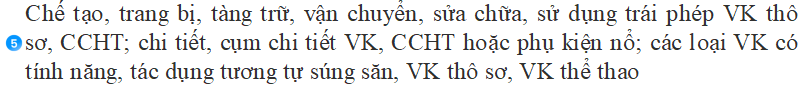 Chế tạo, trang bị, tàng trữ, vận chuyển, sửa chữa, sử dụng trái phép VK thô
5 sơ, CCHT; chi tiết, cụm chi tiết VK, CCHT hoặc phụ kiện nổ; các loại VK có
tính năng, tác dụng tương tự súng săn, VK thô sơ, VK thể thao